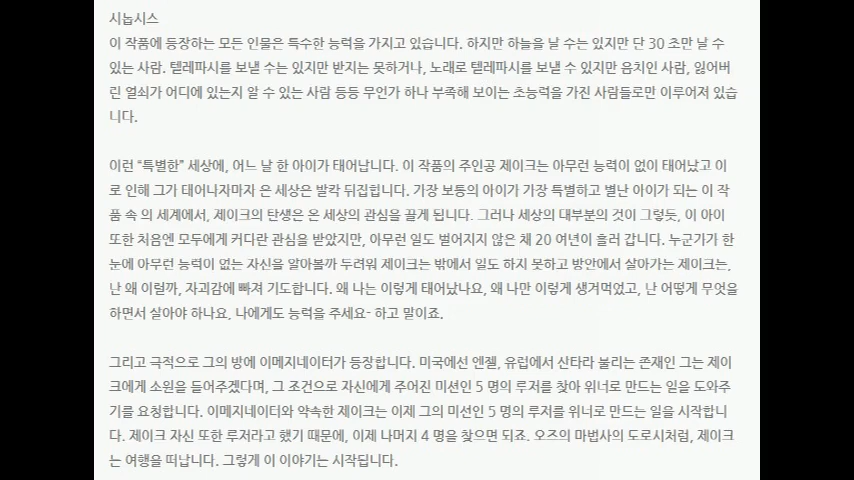 시놉시스
이 작품에 등장하는 모든 인물은 특수한 능력을 가지고 있습니다. 하지만 하늘을 날 수는 있지만 단 30 초만 날 수
있는 사람. 텔레파시를 보낼 수는 있지만 받지는 못하거나, 노래로 텔레파시를 보낼 수 있지만 음치인 사람, 잃어버
린 열쇠가 어디에 있는지 알 수 있는 사람 등등 무언가 하나 부족해 보이는 초능력을 가진 사람들로만 이루어져 있습
니다.
이런 “특별한” 세상에, 어느 날 한 아이가 태어납니다. 이 작품의 주인공 제이크는 아무런 능력이 없이 태어났고 이
로 인해 그가 태어나자마자 은 세상은 발칵 뒤집힙니다. 가장 보통의 아이가 가장 특별하고 별난 아이가 되는 이 작
품 속 의 세계에서, 제이크의 탄생은 온 세상의 관심을 끌게 됩니다. 그러나 세상의 대부분의 것이 그렇듯, 이 아이
또한 처음엔 모두에게 커다란 관심을 받았지만, 아무런 일도 벌어지지 않은 채 20 여년이 흘러 갑니다. 누군가가 한
눈에 아무런 능력이 없는 자신을 알아볼까 두려워 제이크는 밖에서 일도 하지 못하고 방안에서 살아가는 제이크는,
난 왜 이럴까, 자괴감에 빠져 기도합니다. 왜 나는 이렇게 태어났나요, 왜 나만 이렇게 생겨먹었고, 난 어떻게 무엇을
하면서 살아야 하나요, 나에게도 능력을 주세요- 하고 말이죠.
그리고 극적으로 그의 방에 이메지네이터가 등장합니다. 미국에선 엔젤, 유럽에서 산타라 불리는 존재인 그는 제이
크에게 소원을 들어주겠다며, 그 조건으로 자신에게 주어진 미션인 5 명의 루저를 찾아 위너로 만드는 일을 도와주
기를 요청합니다. 이메지네이터와 약속한 제이크는 이제 그의 미션인 5 명의 루저를 위너로 만드는 일을 시작합니
다. 제이크 자신 또한 루저라고 했기 때문에, 이제 나머지 4 명을 찾으면 되죠. 오즈의 마법사의 도로시처럼, 제이크
는 여행을 떠납니다. 그렇게 이 이야기는 시작됩니다.